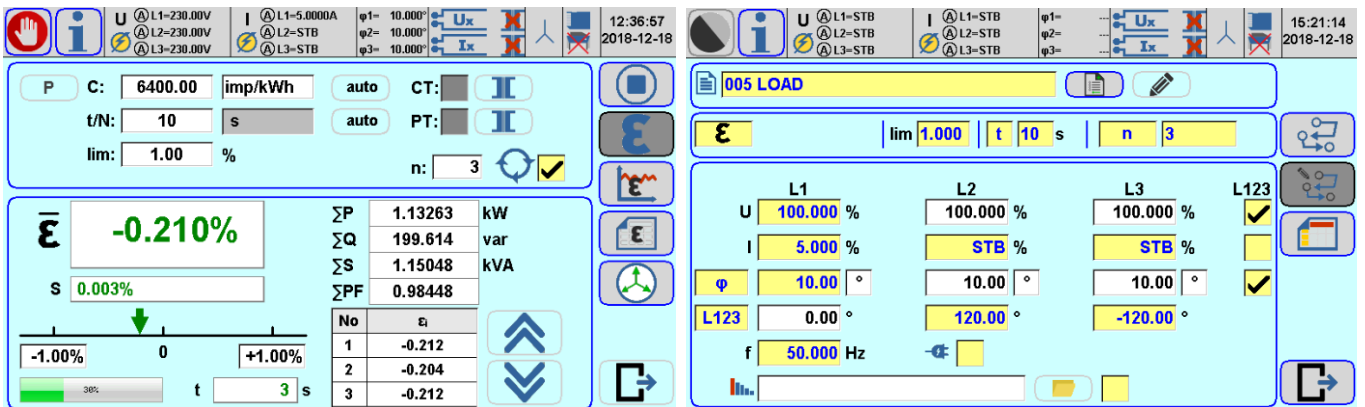 U Ⓐ L1=230.00V I Ⓐ L1=5.0000A φ1= 10.000° Ux 12:36:57
Ⓐ L2=230.00V Ⓐ L2=STB φ2= 10.000° 2018-12-18
Ⓐ L3=230.00V Ⓐ L3=STB φ3= 10.000° Ix
P C: 6400.00 imp/kWh auto CT:
t/N: 10 s auto PT:
lim: 1.00 %
n: 3
ε
ε
ε
ε̅ -0.210%
S 0.003%
-1.00% 0 +1.00%
30% t 3 s
∑P 1.13263 kW
∑Q 199.614 var
∑S 1.15048 kVA
∑PF 0.98448
No εi
1 -0.212
2 -0.204
3 -0.212
U Ⓐ L1=STB I Ⓐ L1=STB φ1= --- Ux 15:21:14
Ⓐ L2=STB Ⓐ L2=STB φ2= --- 2018-12-18
Ⓐ L3=STB Ⓐ L3=STB φ3= --- Ix
005 LOAD
ε lim 1.000 t 10 s n 3
L1 L2 L3 L123
U 100.000 % 100.000 % 100.000 %
I 5.000 % STB % STB %
φ 10.00 ° 10.00 ° 10.00 °
L123 0.00 ° 120.00 ° -120.00 °
f 50.000 Hz